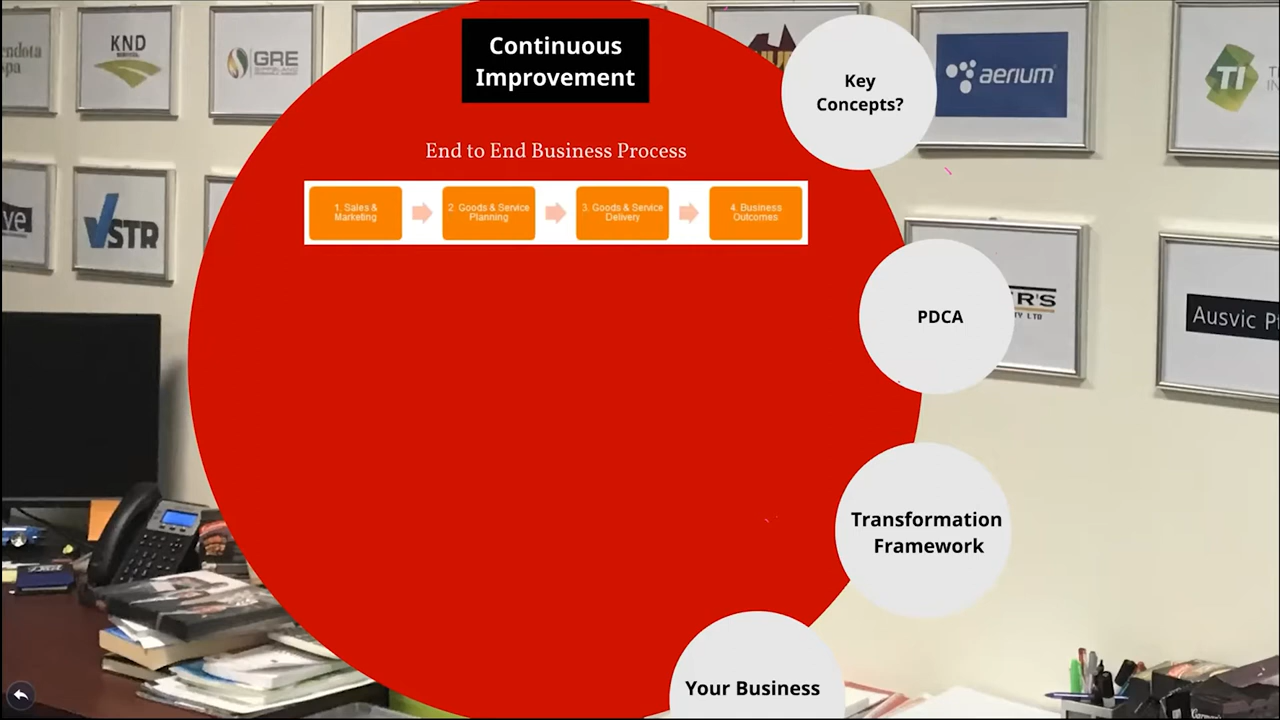 Continuous
Improvement
End to End Business Process
1. Sales &
Marketing
2. Goods & Service
Planning
3. Goods & Service
Delivery
4. Business
Outcomes
Key
Concepts?
PDCA
Transformation
Framework
Your Business
KND
GRE
aerium
TI
VSTR
Ausvic